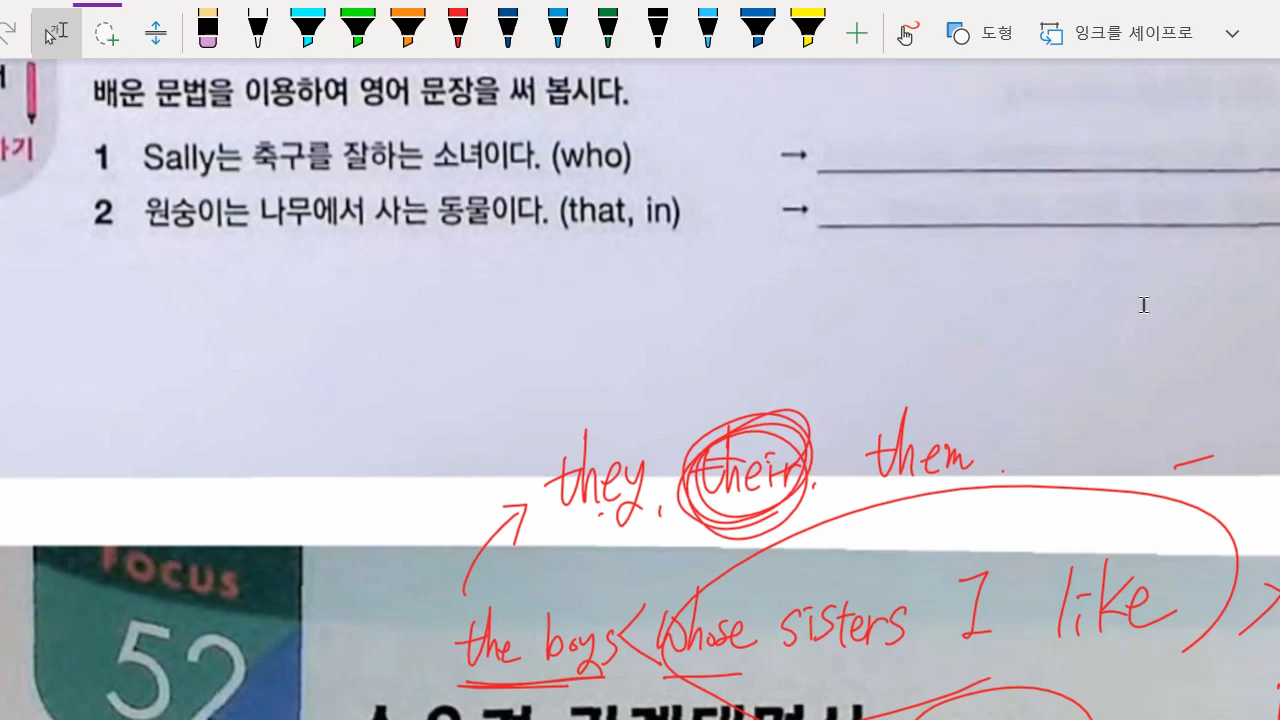 도형
잉크를 셰이프로
배운 문법을 이용하여 영어 문장을 써 봅시다.
1 Sally는 축구를 잘하는 소녀이다. (who) →
2 원숭이는 나무에서 사는 동물이다. (that, in) →
they, their, them.
the boys < whose sisters I like >
FOCUS
52